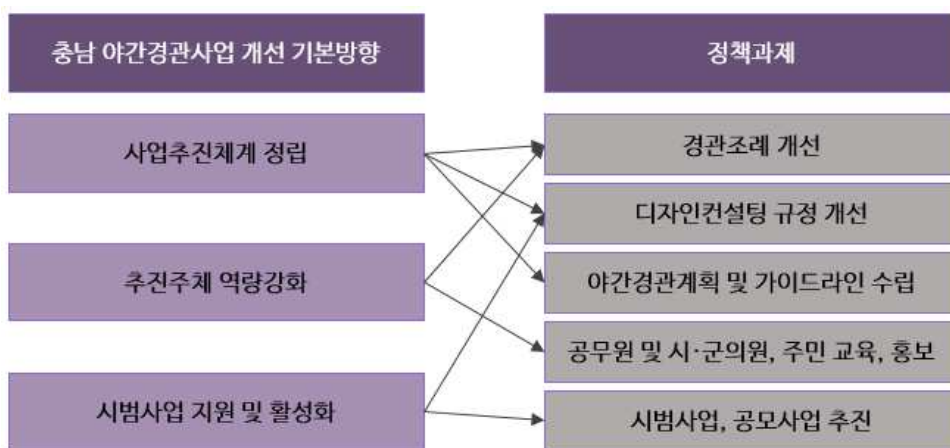 충남 야간경관사업 개선 기본방향
정책과제
사업추진체계 정립
추진주체 역량강화
시범사업 지원 및 활성화
경관조례 개선
디자인컨설팅 규정 개선
야간경관계획 및 가이드라인 수립
공무원 및 시·군의원, 주민 교육, 홍보
시범사업, 공모사업 추진